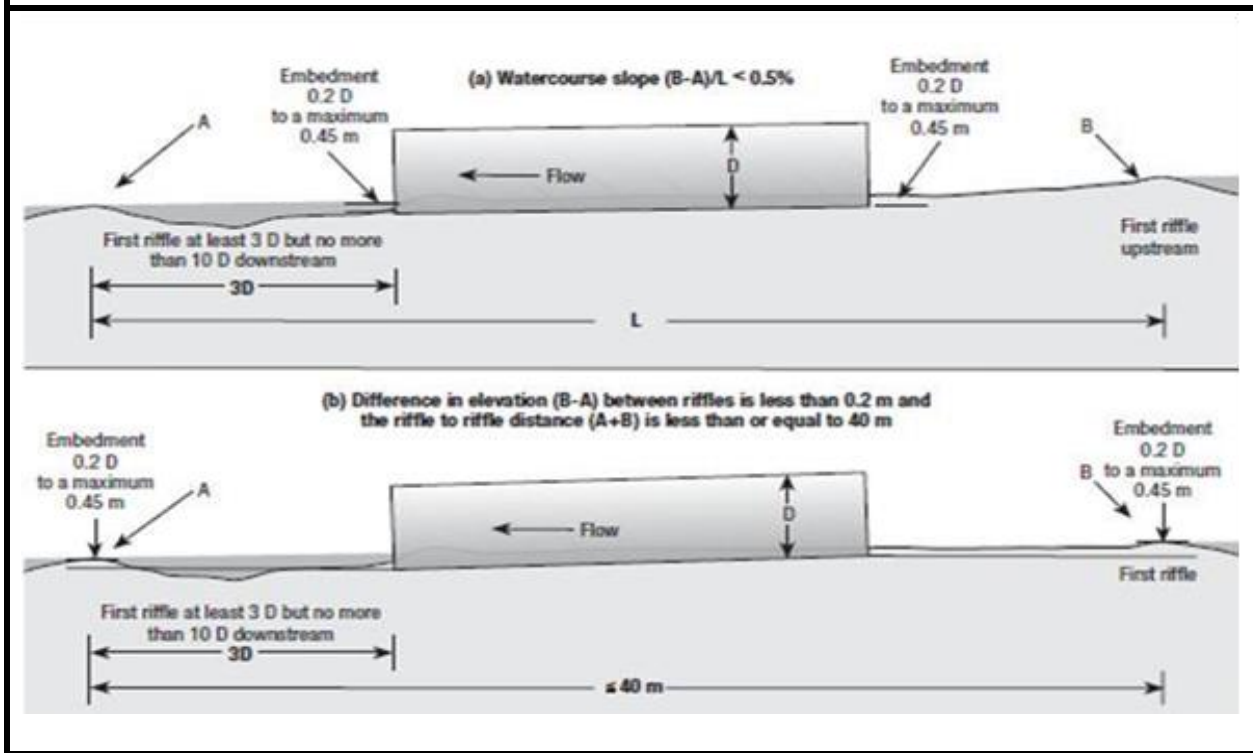 (a) Watercourse slope (B-A)/L < 0.5%
Embedment
0.2 D
to a maximum
0.45 m
A
Embedment
0.2 D
to a maximum
0.45 m
B
D
Flow
First riffle at least 3 D but no more
than 10 D downstream
3D
First riffle
upstream
L
(b) Difference in elevation (B-A) between riffles is less than 0.2 m and
the riffle to riffle distance (A+B) is less than or equal to 40 m
Embedment
0.2 D
to a maximum
0.45 m
A
Embedment
0.2 D
to a maximum
0.45 m
B
D
Flow
First riffle
First riffle at least 3 D but no more
than 10 D downstream
3D
≤ 40 m